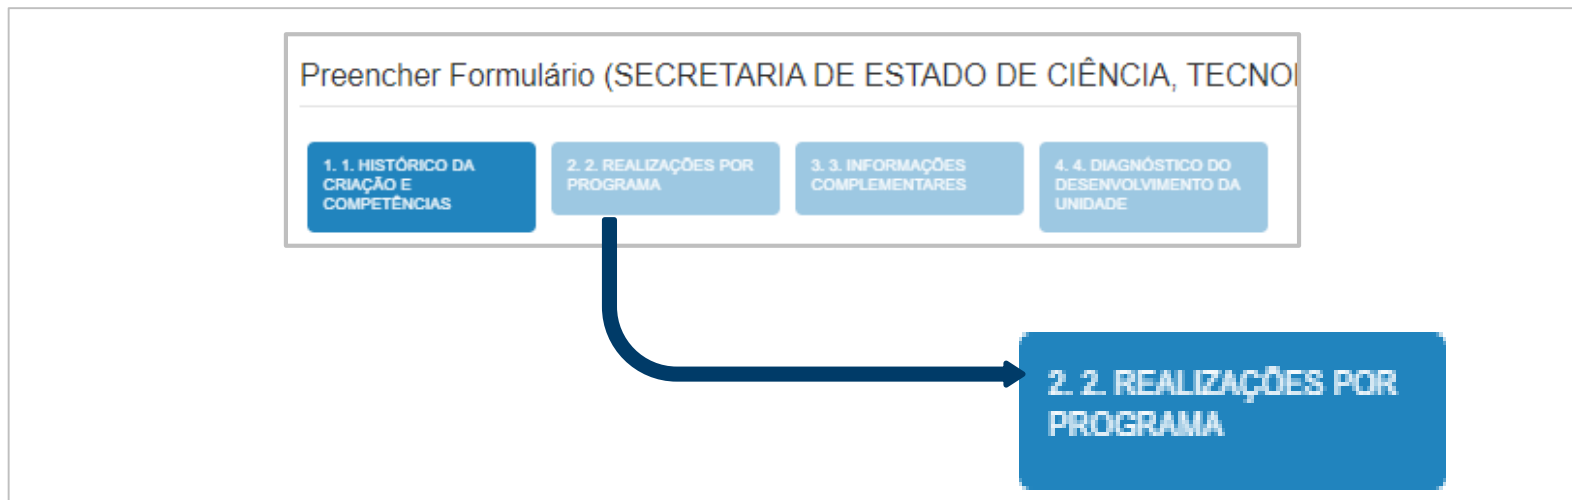 Preencher Formulário (SECRETARIA DE ESTADO DE CIÊNCIA, TECNO
1. 1. HISTÓRICO DA
CRIAÇÃO E
COMPETÊNCIAS
2. 2. REALIZAÇÕES POR
PROGRAMA
3. 3. INFORMAÇÕES
COMPLEMENTARES
4. 4. DIAGNÓSTICO DO
DESENVOLVIMENTO DA
UNIDADE
2. 2. REALIZAÇÕES POR
PROGRAMA